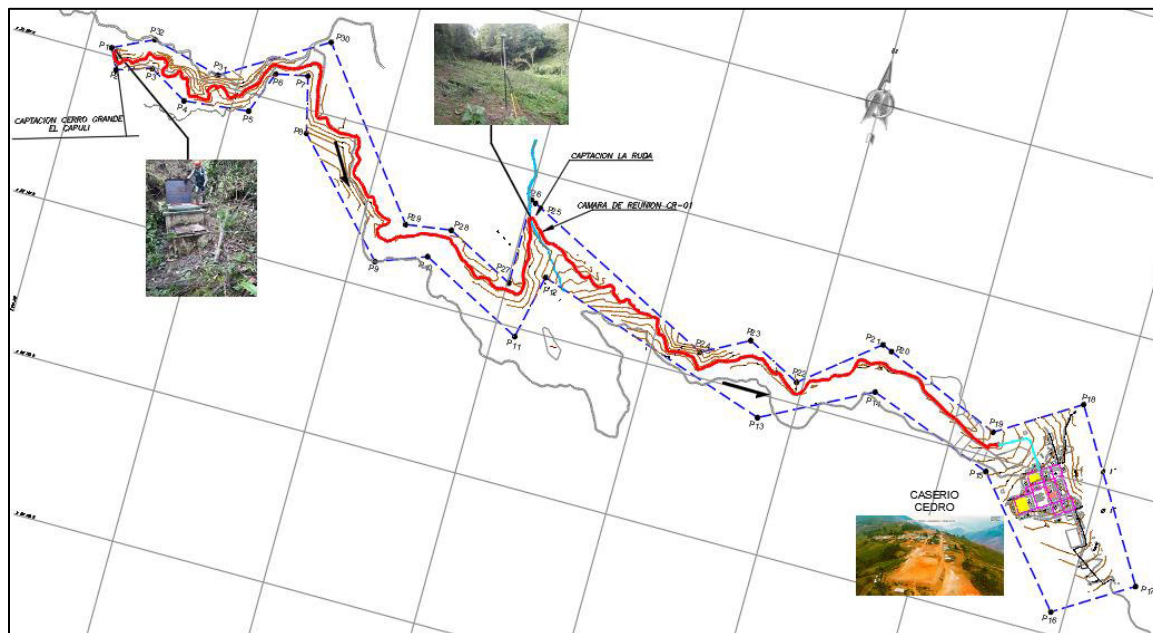 P1
P32
P31
P30
P3
P4
P5
P6
P7
P8
CAPTACION CERRO GRANDE
EL CAPULI
CAPTACION LA RUDA
CAMARA DE REUNION-CR-01
P25
P29
P28
P27
P12
P9
P11
P24
P23
P22
P21
P20
P14
P13
P19
P18
P15
CASERIO
CEDRO
P17
P16